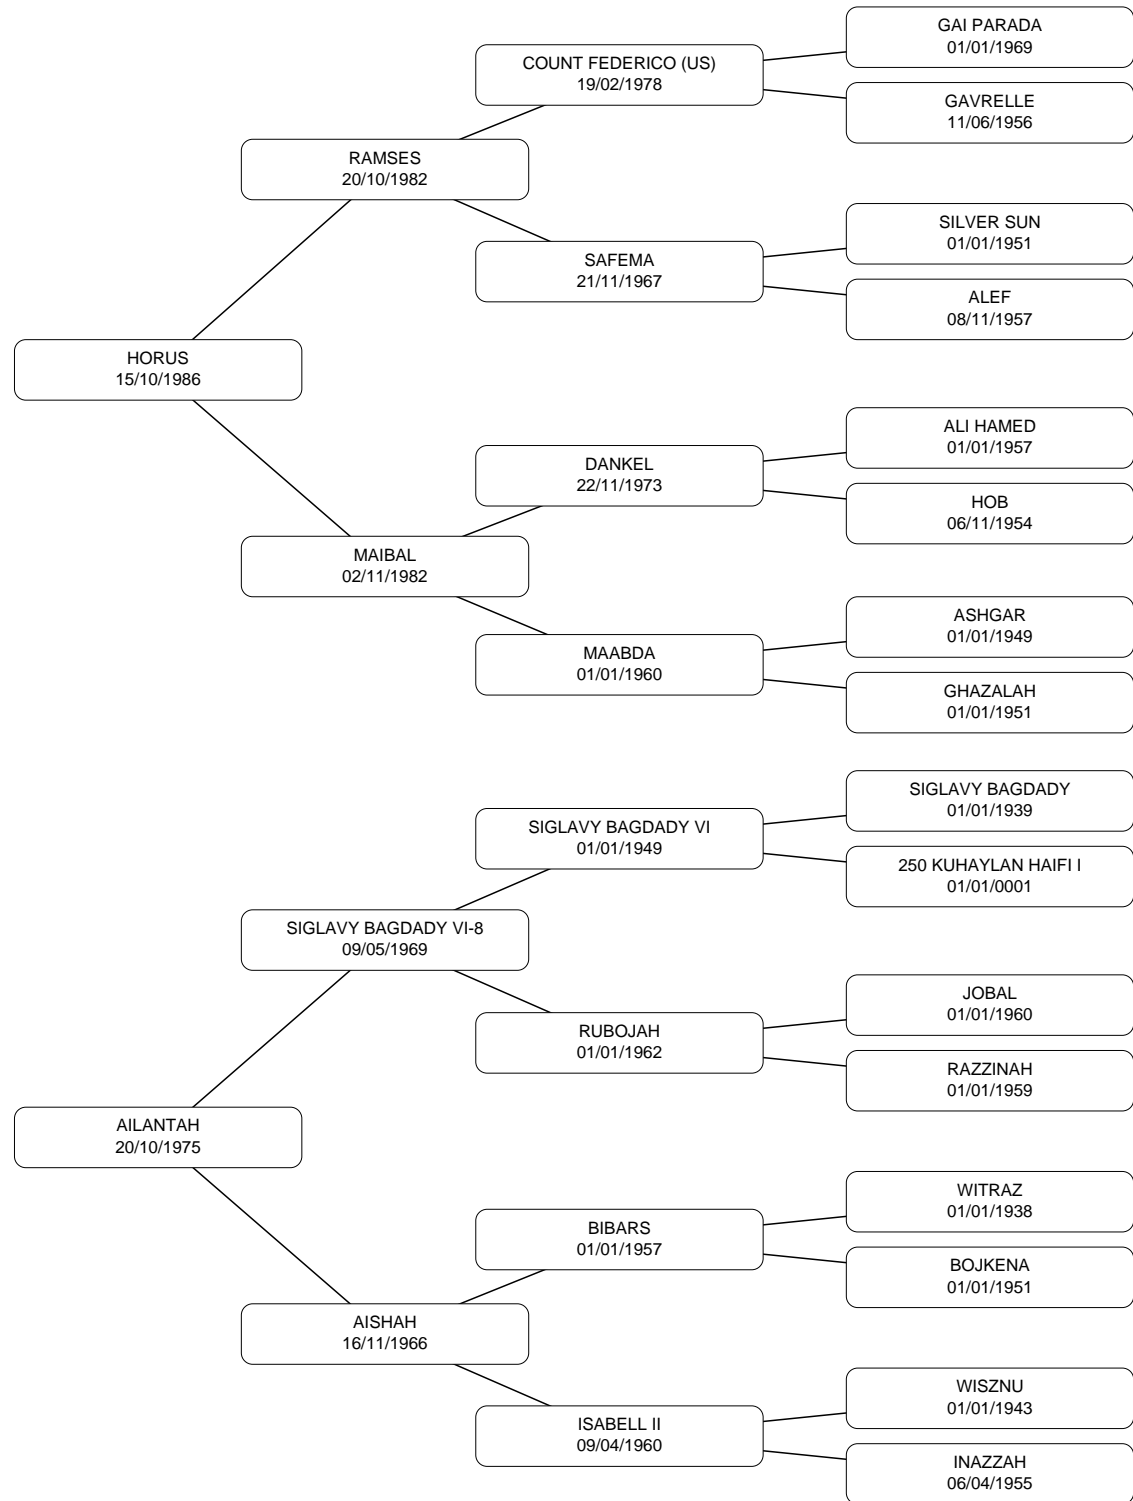 GAI PARADA
01/01/1969
COUNT FEDERICO (US)
19/02/1978
GAVRELLE
11/06/1956
RAMSES
20/10/1982
SILVER SUN
01/01/1951
SAFEMA
21/11/1967
ALEF
08/11/1957
HORUS
15/10/1986
ALI HAMED
01/01/1957
DANKEL
22/11/1973
HOB
06/11/1954
MAIBAL
02/11/1982
ASHGAR
01/01/1949
MAABDA
01/01/1960
GHAZALAH
01/01/1951
SIGLAVY BAGDADY
01/01/1939
SIGLAVY BAGDADY VI
01/01/1949
250 KUHAYLAN HAIFI I
01/01/0001
SIGLAVY BAGDADY VI-8
09/05/1969
JOBAL
01/01/1960
RUBOJAH
01/01/1962
RAZZINAH
01/01/1959
AILANTAH
20/10/1975
WITRAZ
01/01/1938
BIBARS
01/01/1957
BOJKENA
01/01/1951
AISHAH
16/11/1966
WISZNU
01/01/1943
ISABELL II
09/04/1960
INAZZAH
06/04/1955